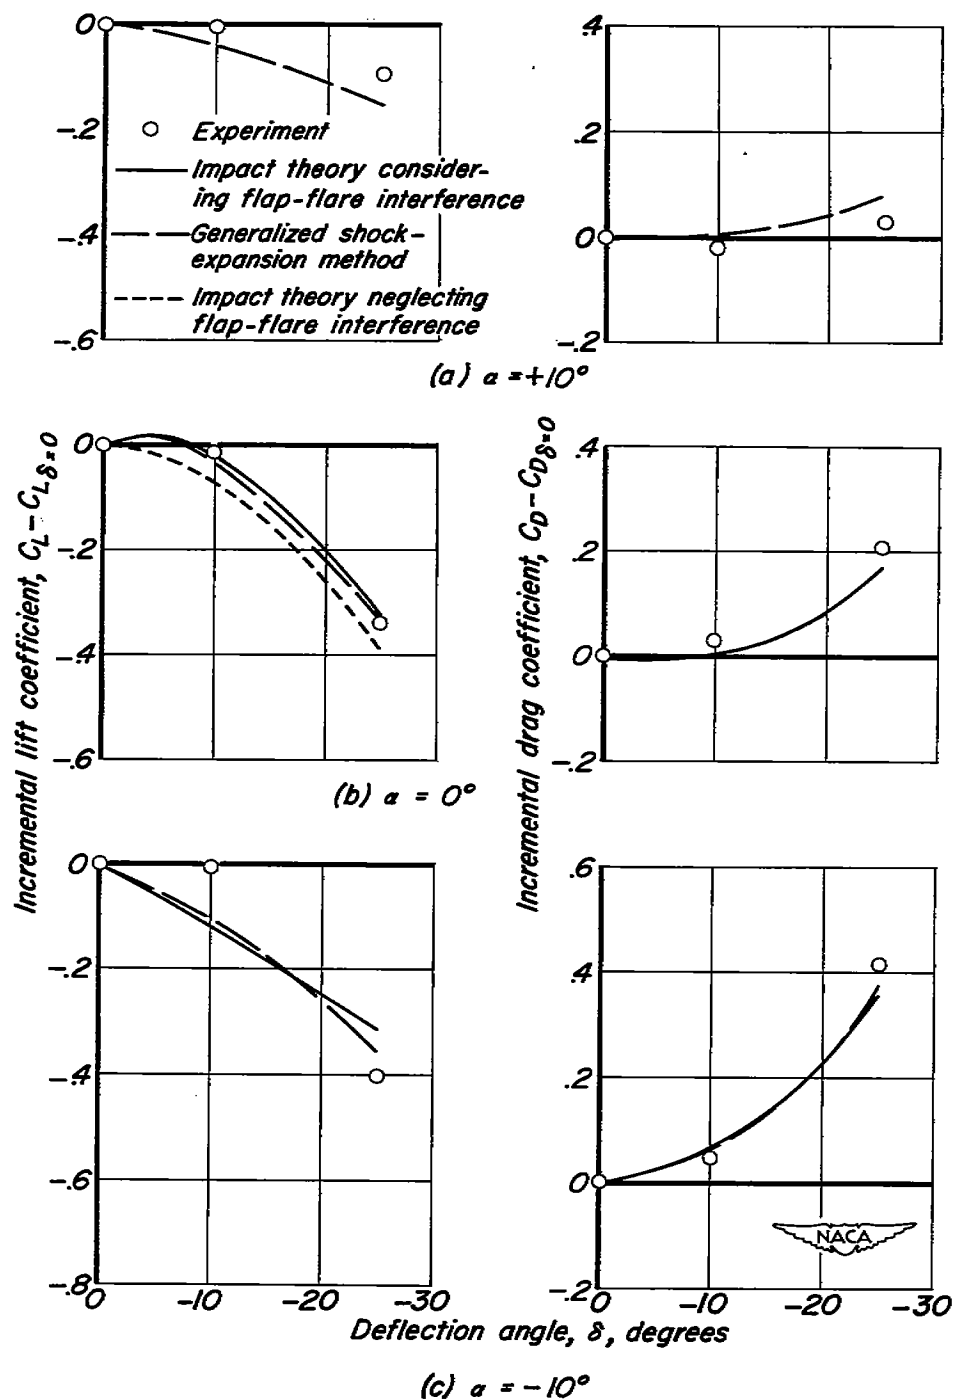 0
-.2
-.4
-.6
Experiment
Impact theory consider-
ing flap-flare interference
Generalized shock-
expansion method
Impact theory neglecting
flap-flare interference
.4
.2
0
-.2
(a) α = +10°
Incremental lift coefficient, C_L - C_L_δ=0
0
-.2
-.4
-.6
Incremental drag coefficient, C_D - C_D_δ=0
.4
.2
0
-.2
(b) α = 0°
0
-.2
-.4
-.6
-.8
0 -10 -20 -30
.6
.4
.2
0
-.2
0 -10 -20 -30
NACA
Deflection angle, δ, degrees
(c) α = -10°